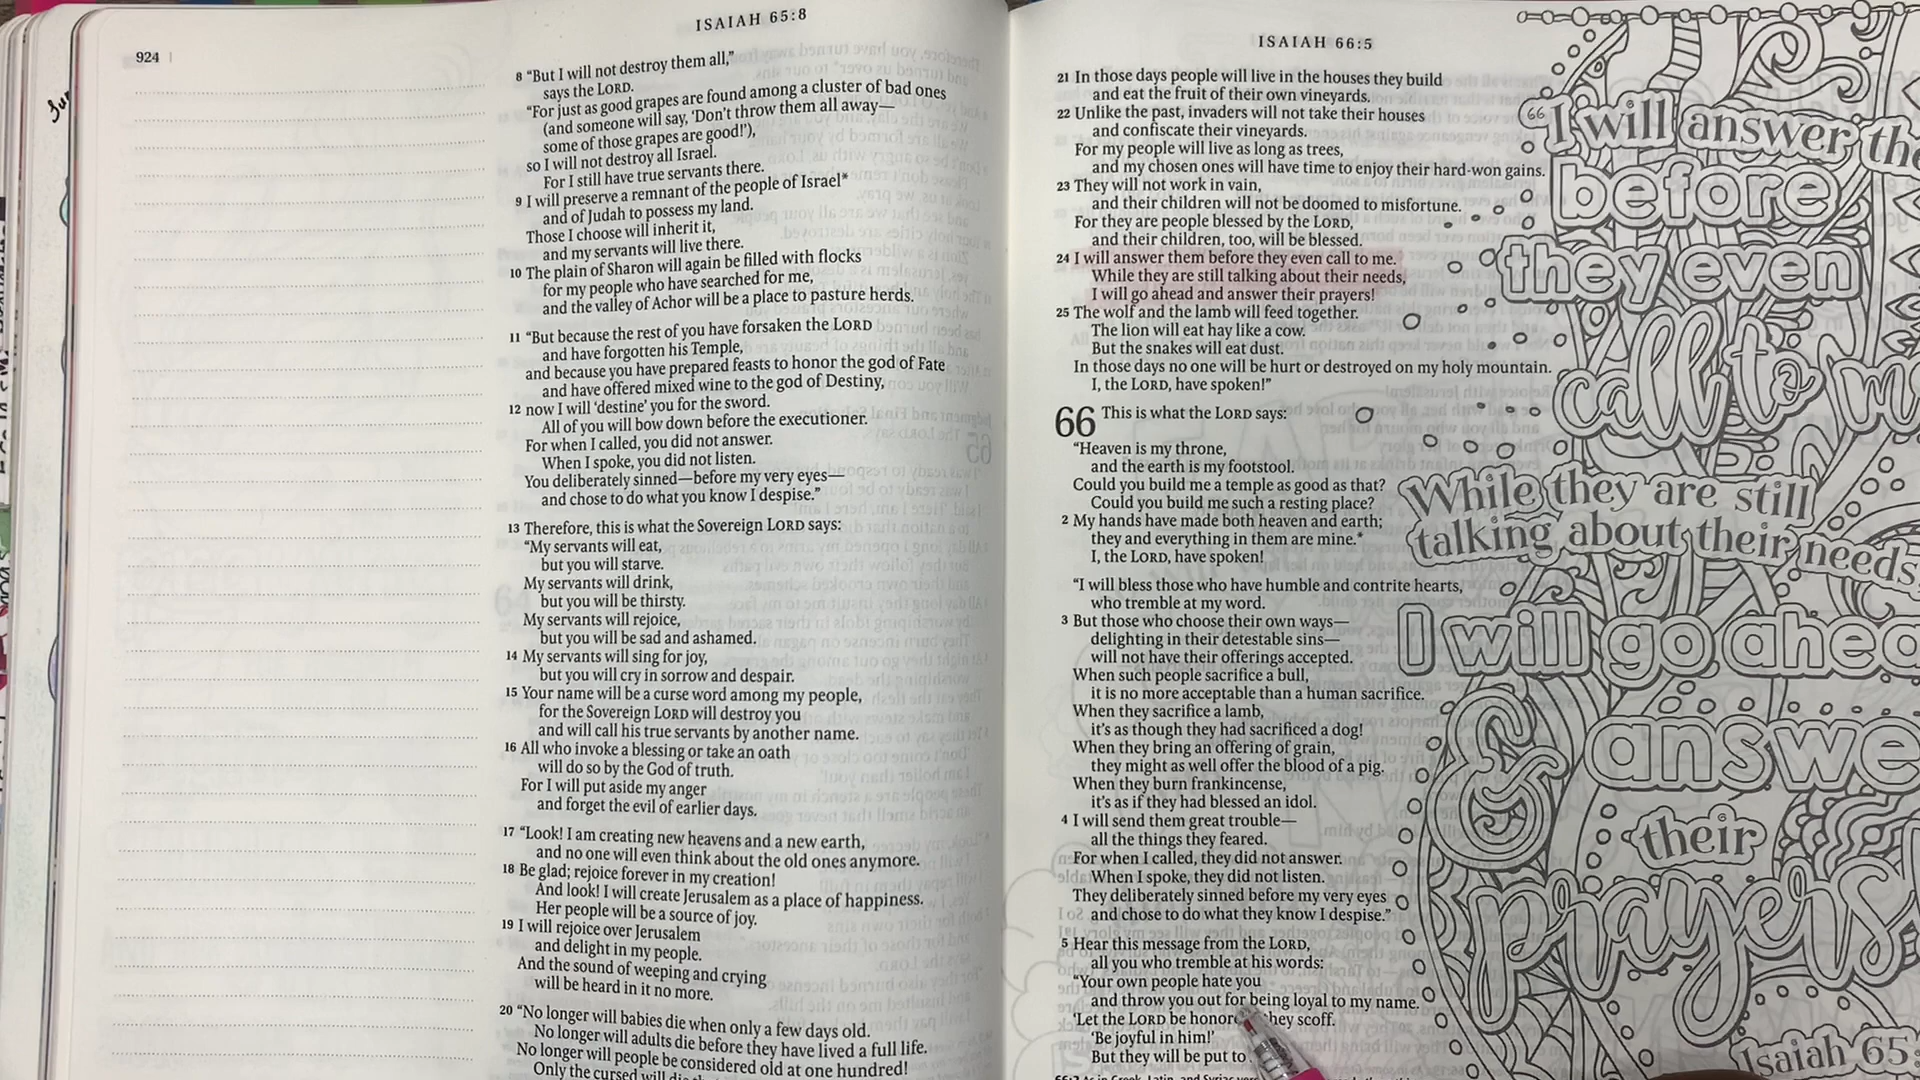 924
ISAIAH 65:8
8 “But I will not destroy them all,”
says the LORD.
“For just as good grapes are found among a cluster of bad ones
(and someone will say, ‘Don’t throw them all away—
some of those grapes are good!’),
so I will not destroy all Israel.
For I still have true servants there.
9 I will preserve a remnant of the people of Israel*
and of Judah to possess my land.
Those I choose will inherit it,
and my servants will live there.
10 The plain of Sharon will again be filled with flocks
for my people who have searched for me,
and the valley of Achor will be a place to pasture herds.
11 “But because the rest of you have forsaken the LORD
and have forgotten his Temple,
and because you have prepared feasts to honor the god of Fate
and have offered mixed wine to the god of Destiny,
12 now I will ‘destine’ you for the sword.
All of you will bow down before the executioner.
For when I called, you did not answer.
When I spoke, you did not listen.
You deliberately sinned—before my very eyes—
and chose to do what you know I despise.”
13 Therefore, this is what the Sovereign LORD says:
“My servants will eat,
but you will starve.
My servants will drink,
but you will be thirsty.
My servants will rejoice,
but you will be sad and ashamed.
14 My servants will sing for joy,
but you will cry in sorrow and despair.
15 Your name will be a curse word among my people,
for the Sovereign LORD will destroy you
and will call his true servants by another name.
16 All who invoke a blessing or take an oath
will do so by the God of truth.
For I will put aside my anger
and forget the evil of earlier days.
17 “Look! I am creating new heavens and a new earth,
and no one will even think about the old ones anymore.
18 Be glad; rejoice forever in my creation!
And look! I will create Jerusalem as a place of happiness.
Her people will be a source of joy.
19 I will rejoice over Jerusalem
and delight in my people.
And the sound of weeping and crying
will be heard in it no more.
20 “No longer will babies die when only a few days old.
No longer will adults die before they have lived a full life.
No longer will people be considered old at one hundred!
Only the cursed will
ISAIAH 66:5
21 In those days people will live in the houses they build
and eat the fruit of their own vineyards.
22 Unlike the past, invaders will not take their houses
and confiscate their vineyards.
For my people will live as long as trees,
and my chosen ones will have time to enjoy their hard-won gains.
23 They will not work in vain,
and their children will not be doomed to misfortune.
For they are people blessed by the LORD,
and their children, too, will be blessed.
24 I will answer them before they even call to me.
While they are still talking about their needs,
I will go ahead and answer their prayers!
25 The wolf and the lamb will feed together.
The lion will eat hay like a cow.
But the snakes will eat dust.
In those days no one will be hurt or destroyed on my holy mountain.
I, the LORD, have spoken!”
66 This is what the LORD says:
“Heaven is my throne,
and the earth is my footstool.
Could you build me a temple as good as that?
Could you build me such a resting place?
2 My hands have made both heaven and earth;
they and everything in them are mine.*
I, the LORD, have spoken!
“I will bless those who have humble and contrite hearts,
who tremble at my word.
3 But those who choose their own ways—
delighting in their detestable sins—
will not have their offerings accepted.
When such people sacrifice a bull,
it is no more acceptable than a human sacrifice.
When they sacrifice a lamb,
it’s as though they had sacrificed a dog!
When they bring an offering of grain,
they might as well offer the blood of a pig.
When they burn frankincense,
it’s as if they had blessed an idol.
4 I will send them great trouble—
all the things they feared.
For when I called, they did not answer.
When I spoke, they did not listen.
They deliberately sinned before my very eyes
and chose to do what they know I despise.”
5 Hear this message from the LORD,
all you who tremble at his words:
“Your own people hate you
and throw you out for being loyal to my name.
‘Let the LORD be honor they scoff.
‘Be joyful in him!’
But they will be put to
66 I will answer
before
they even
call to
While they are still
talking about their needs,
I will go
&
their
prayers
Isaiah 65: